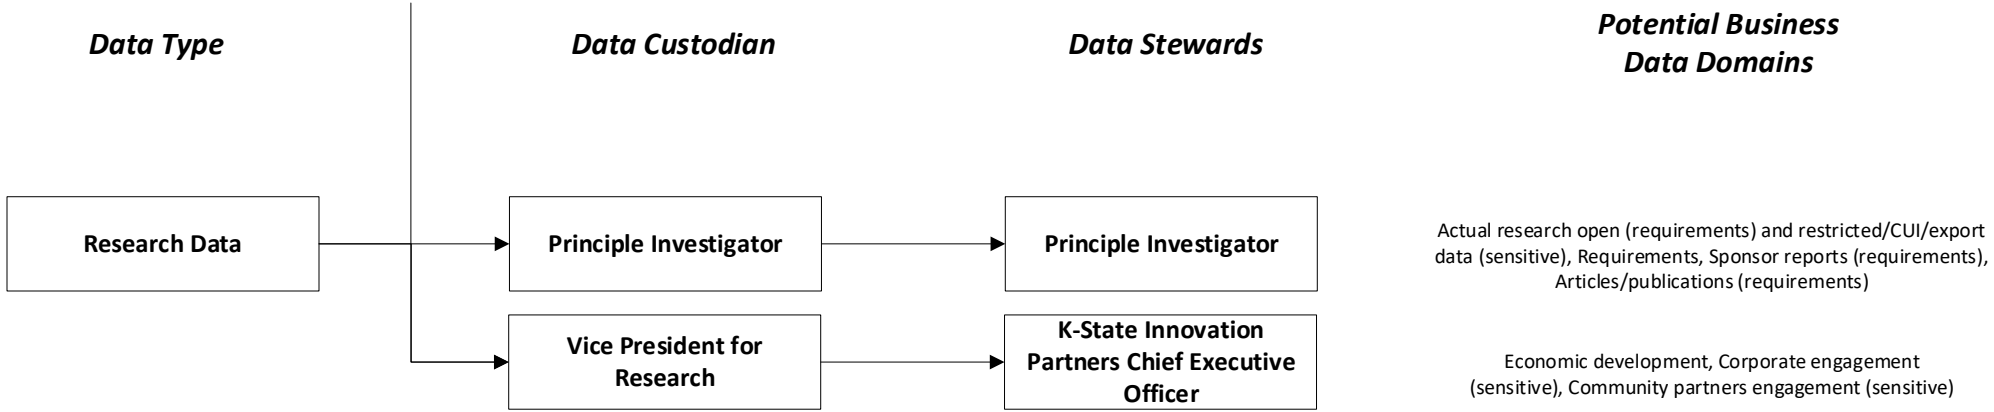 Data Type
Data Custodian
Data Stewards
Potential Business
Data Domains
Research Data
Principle Investigator
Principle Investigator
Actual research open (requirements) and restricted/CUI/export
data (sensitive), Requirements, Sponsor reports (requirements),
Articles/publications (requirements)
Vice President for
Research
K-State Innovation
Partners Chief Executive
Officer
Economic development, Corporate engagement
(sensitive), Community partners engagement (sensitive)